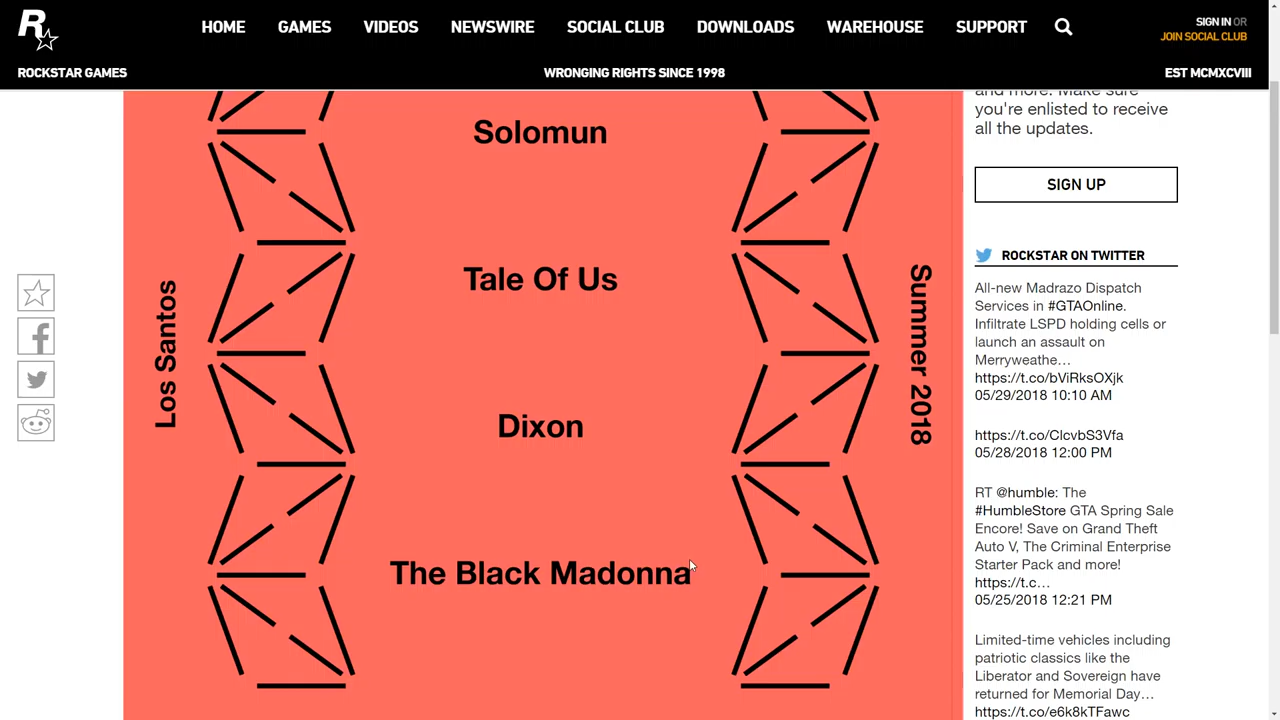 R
HOME GAMES VIDEOS NEWSWIRE SOCIAL CLUB DOWNLOADS WAREHOUSE SUPPORT
SIGN IN OR
JOIN SOCIAL CLUB
ROCKSTAR GAMES
WRONGING RIGHTS SINCE 1998
EST MCMXCVIII
Los Santos
Solomun
Tale Of Us
Dixon
The Black Madonna
Summer 2018
and more. Make sure
you're enlisted to receive
all the updates.
SIGN UP
ROCKSTAR ON TWITTER
All-new Madrazo Dispatch
Services in #GTAOnline.
Infiltrate LSPD holding cells or
launch an assault on
Merryweathe…
https://t.co/bViRksOXjk
05/29/2018 10:10 AM
https://t.co/ClcvbS3Vfa
05/28/2018 12:00 PM
RT @humble: The
#HumbleStore GTA Spring Sale
Encore! Save on Grand Theft
Auto V, The Criminal Enterprise
Starter Pack and more!
https://t.c…
05/25/2018 12:21 PM
Limited-time vehicles including
patriotic classics like the
Liberator and Sovereign have
returned for Memorial Day…
https://t.co/e6k8kTFawc